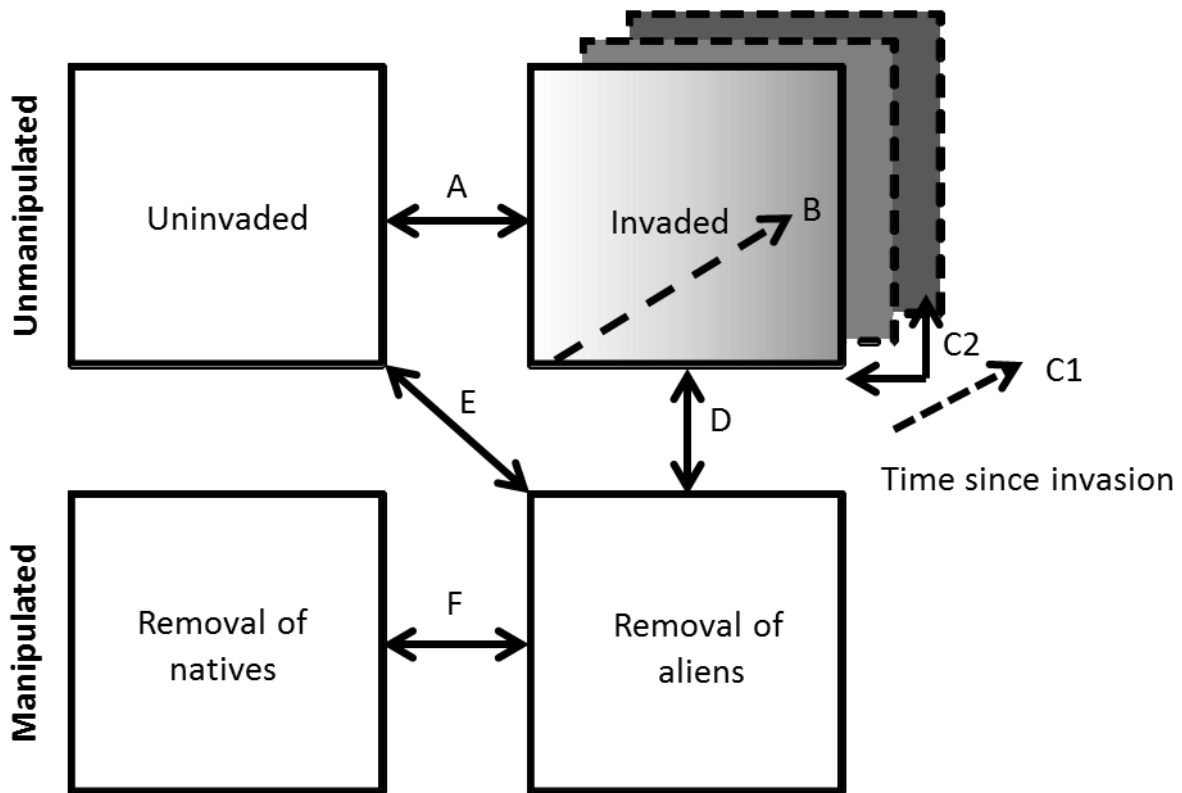 Unmanipulated
Uninvaded
A
Invaded
B
C2
C1
E
D
Time since invasion
Manipulated
Removal of
natives
F
Removal of
aliens